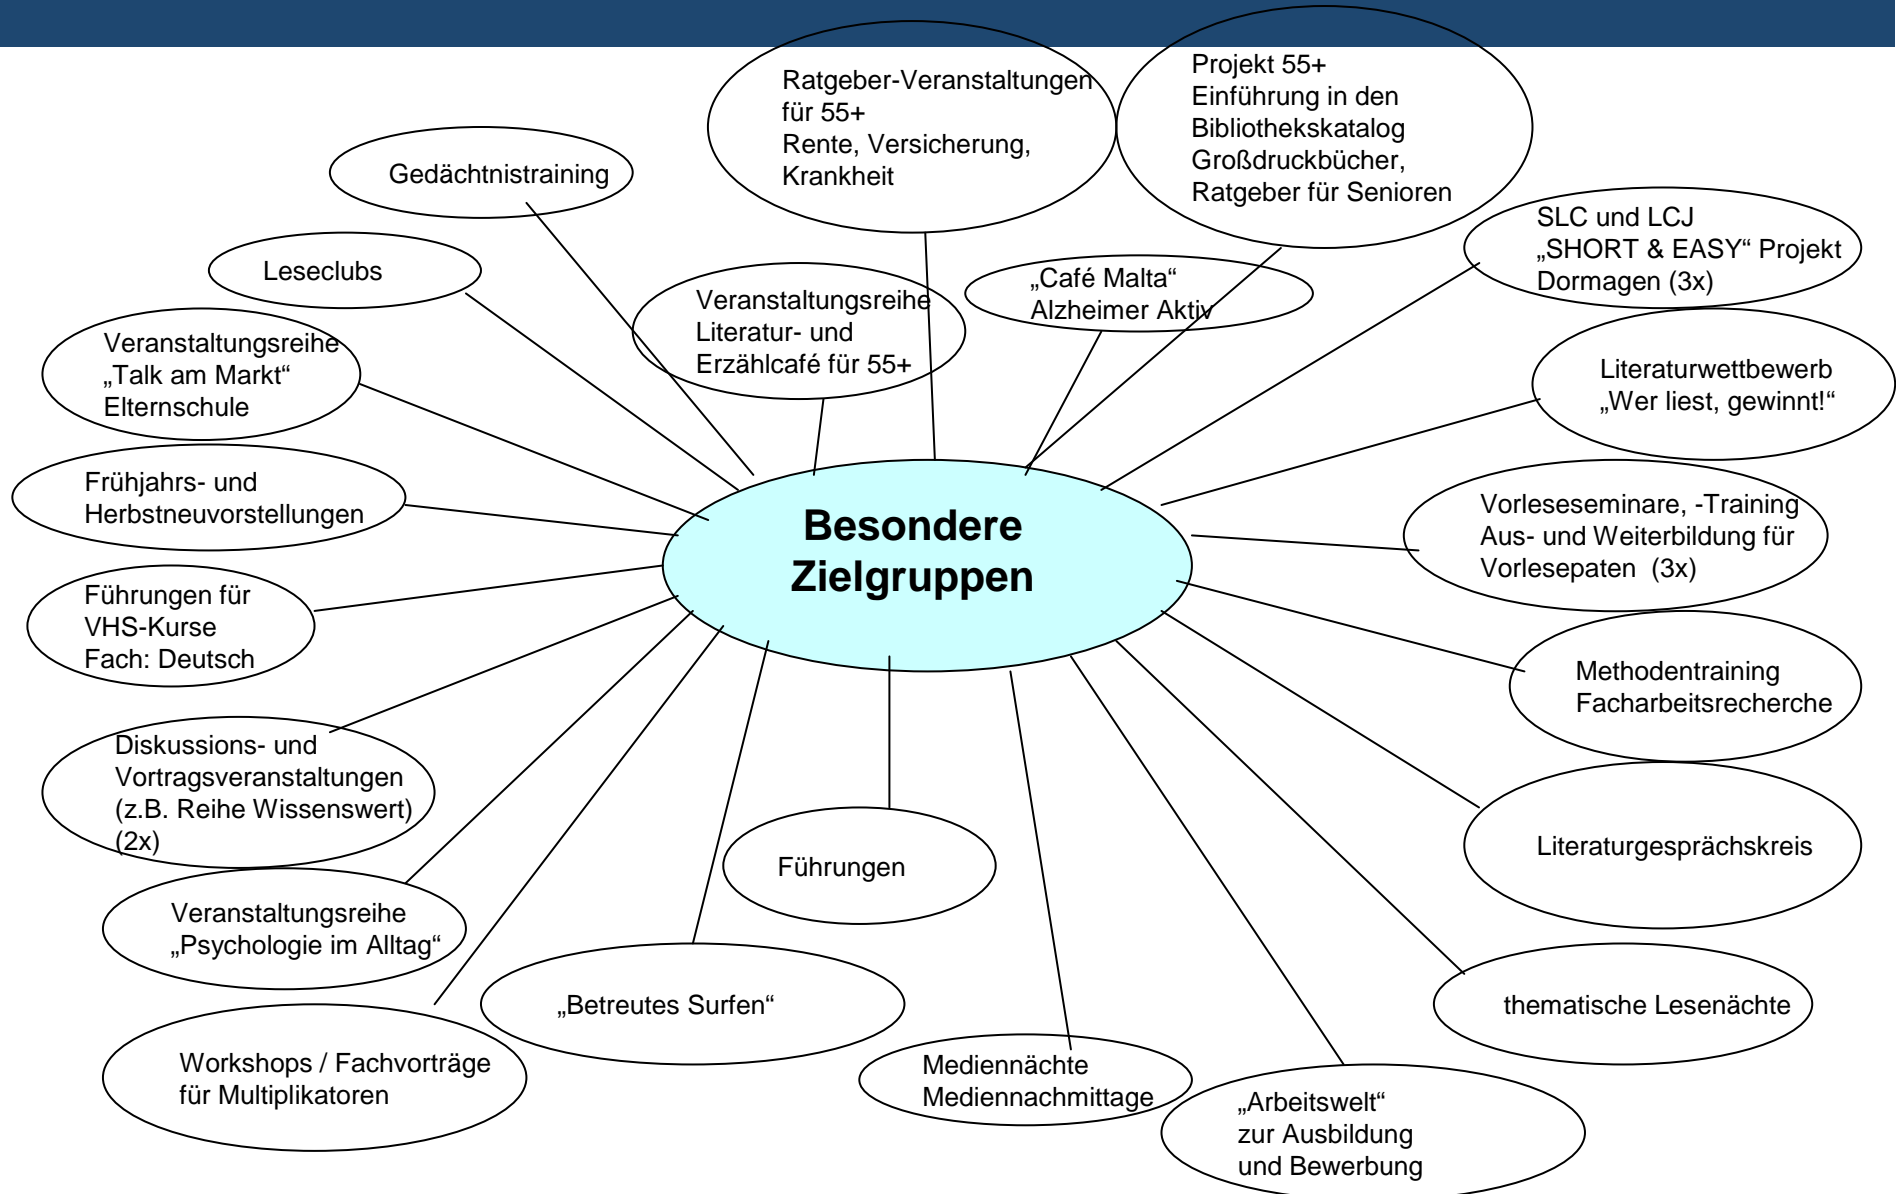 Ratgeber-Veranstaltungen
für 55+
Rente, Versicherung,
Krankheit
Projekt 55+
Einführung in den
Bibliothekskatalog
Großdruckbücher,
Ratgeber für Senioren
Gedächtnistraining
SLC und LCJ
„SHORT & EASY“ Projekt
Dormagen (3x)
Leseclubs
Veranstaltungsreihe
Literatur- und
Erzählcafé für 55+
„Café Malta“
Alzheimer Aktiv
Veranstaltungsreihe
„Talk am Markt“
Elternschule
Literaturwettbewerb
„Wer liest, gewinnt!“
Frühjahrs- und
Herbstneuvorstellungen
Besondere
Zielgruppen
Vorleseseminare, -Training
Aus- und Weiterbildung für
Vorlesepaten  (3x)
Führungen für
VHS-Kurse
Fach: Deutsch
Methodentraining
Facharbeitsrecherche
Diskussions- und
Vortragsveranstaltungen
(z.B. Reihe Wissenswert)
(2x)
Führungen
Literaturgesprächskreis
Veranstaltungsreihe
„Psychologie im Alltag“
„Betreutes Surfen“
thematische Lesenächte
Workshops / Fachvorträge
für Multiplikatoren
Mediennächte
Mediennachmittage
„Arbeitswelt“
zur Ausbildung
und Bewerbung